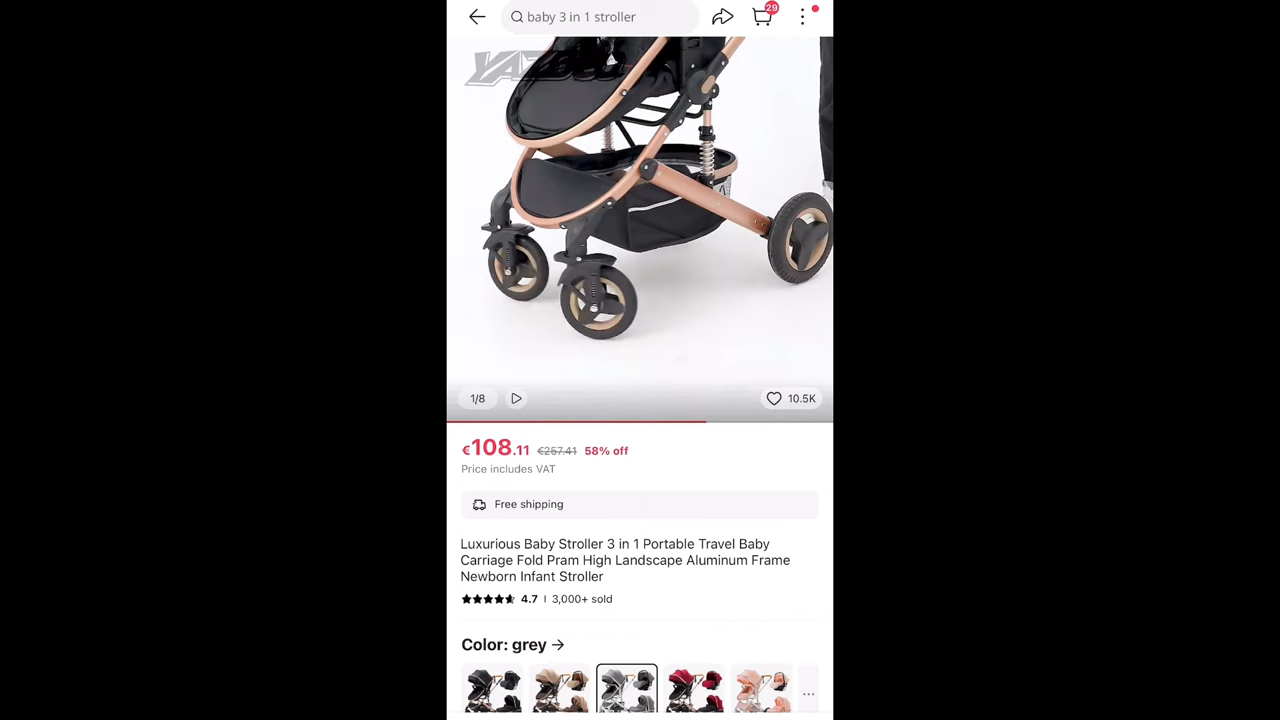 baby 3 in 1 stroller
29
1/8
10.5K
€108.11 €257.41 58% off
Price includes VAT
Free shipping
Luxurious Baby Stroller 3 in 1 Portable Travel Baby
Carriage Fold Pram High Landscape Aluminum Frame
Newborn Infant Stroller
4.7 3,000+ sold
Color: grey